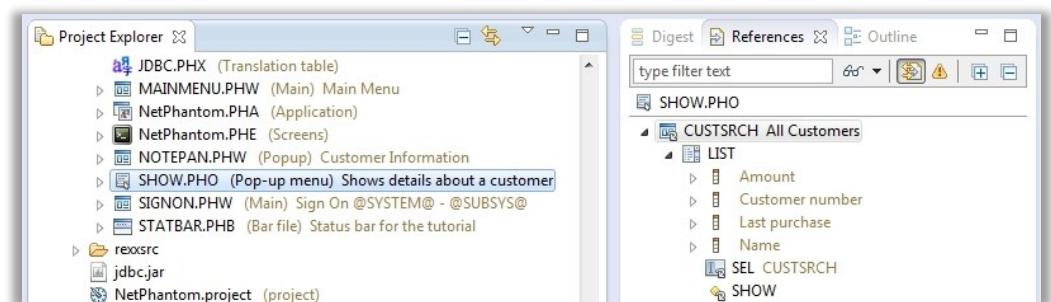 Project Explorer
JDBC.PHX (Translation table)
MAINMENU.PHW (Main) Main Menu
NetPhantom.PHA (Application)
NetPhantom.PHE (Screens)
NOTEPAN.PHW (Popup) Customer Information
SHOW.PHO (Pop-up menu) Shows details about a customer
SIGNON.PHW (Main) Sign On @SYSTEM@ - @SUBSYS@
STATBAR.PHB (Bar file) Status bar for the tutorial
rexxsrc
jdbc.jar
NetPhantom.project (project)
Digest References Outline
type filter text
SHOW.PHO
CUSTSRCH All Customers
LIST
Amount
Customer number
Last purchase
Name
SEL CUSTSRCH
SHOW